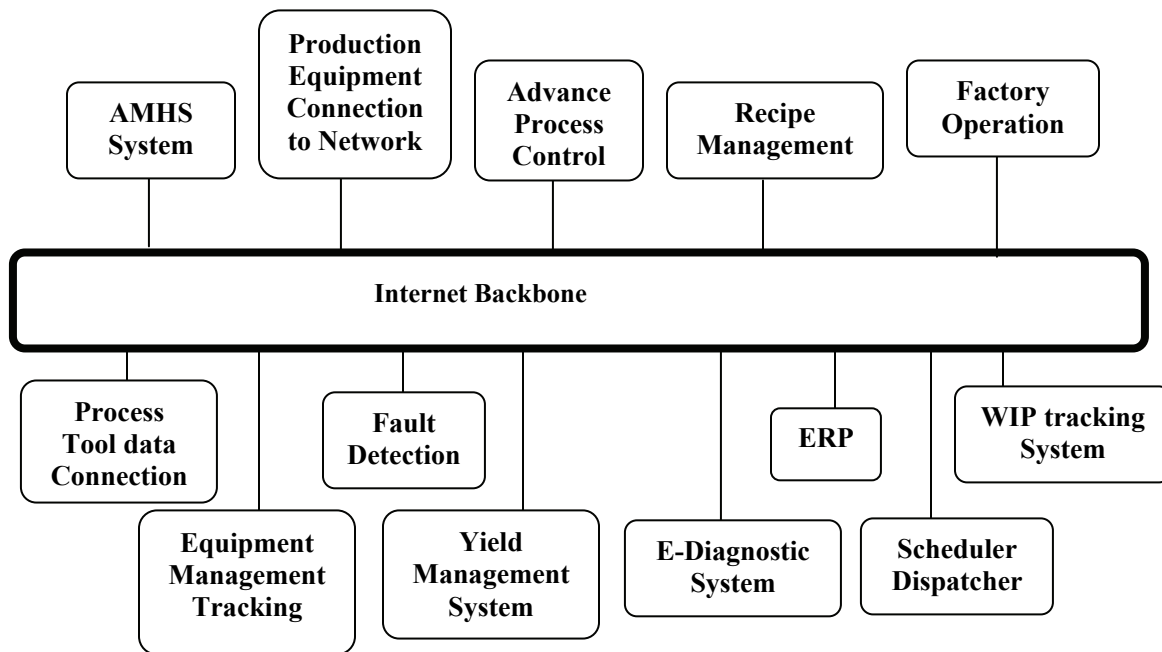 AMHS
System
Production
Equipment
Connection
to Network
Advance
Process
Control
Recipe
Management
Factory
Operation
Internet Backbone
Process
Tool data
Connection
Equipment
Management
Tracking
Fault
Detection
Yield
Management
System
E-Diagnostic
System
ERP
Scheduler
Dispatcher
WIP tracking
System